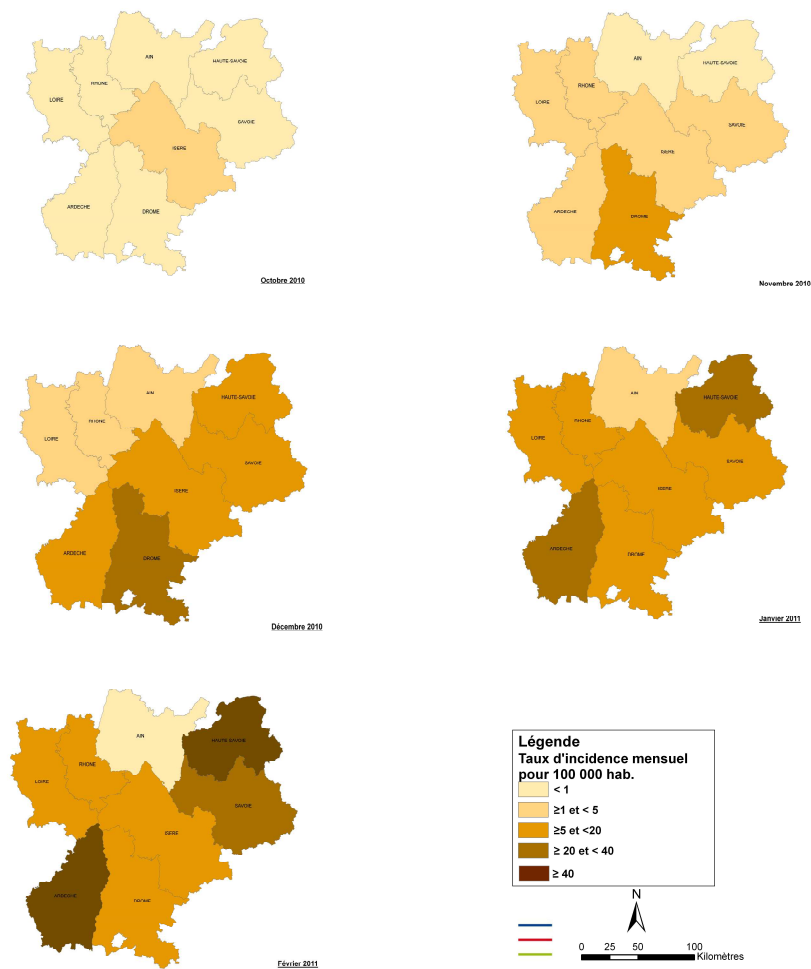 AIN
HAUTE-SAVOIE
RHONE
LOIRE
SAVOIE
ISERE
ARDECHE
DROME
Octobre 2010
AIN
HAUTE-SAVOIE
RHONE
LOIRE
SAVOIE
ISERE
ARDECHE
DROME
Novembre 2010
AIN
HAUTE-SAVOIE
RHONE
LOIRE
SAVOIE
ISERE
ARDECHE
DROME
Décembre 2010
AIN
HAUTE-SAVOIE
RHONE
LOIRE
SAVOIE
ISERE
ARDECHE
DROME
Janvier 2011
AIN
HAUTE-SAVOIE
RHONE
LOIRE
SAVOIE
ISERE
ARDECHE
DROME
Février 2011
Légende
Taux d'incidence mensuel
pour 100 000 hab.
< 1
≥1 et < 5
≥5 et <20
≥ 20 et < 40
≥ 40
N
0 25 50 100
Kilomètres